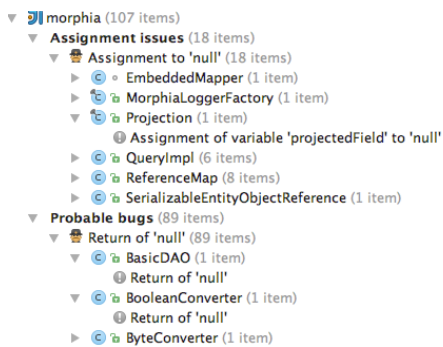 morphia (107 items)
Assignment issues (18 items)
Assignment to 'null' (18 items)
EmbeddedMapper (1 item)
MorphiaLoggerFactory (1 item)
Projection (1 item)
Assignment of variable 'projectedField' to 'null'
QueryImpl (6 items)
ReferenceMap (8 items)
SerializableEntityObjectReference (1 item)
Probable bugs (89 items)
Return of 'null' (89 items)
BasicDAO (1 item)
Return of 'null'
BooleanConverter (1 item)
Return of 'null'
ByteConverter (1 item)